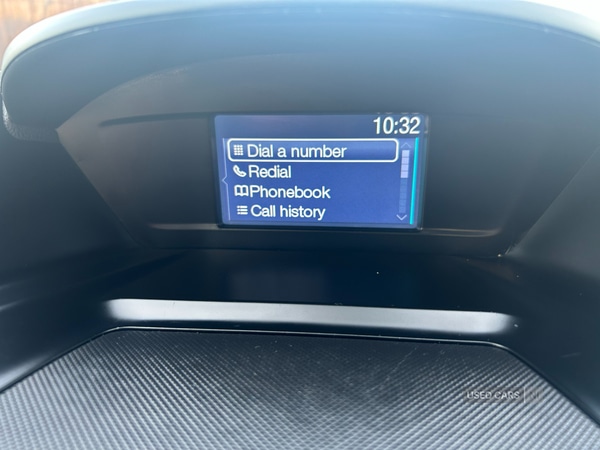 10:32
Dial a number
Redial
Phonebook
Call history
USED CARS NI